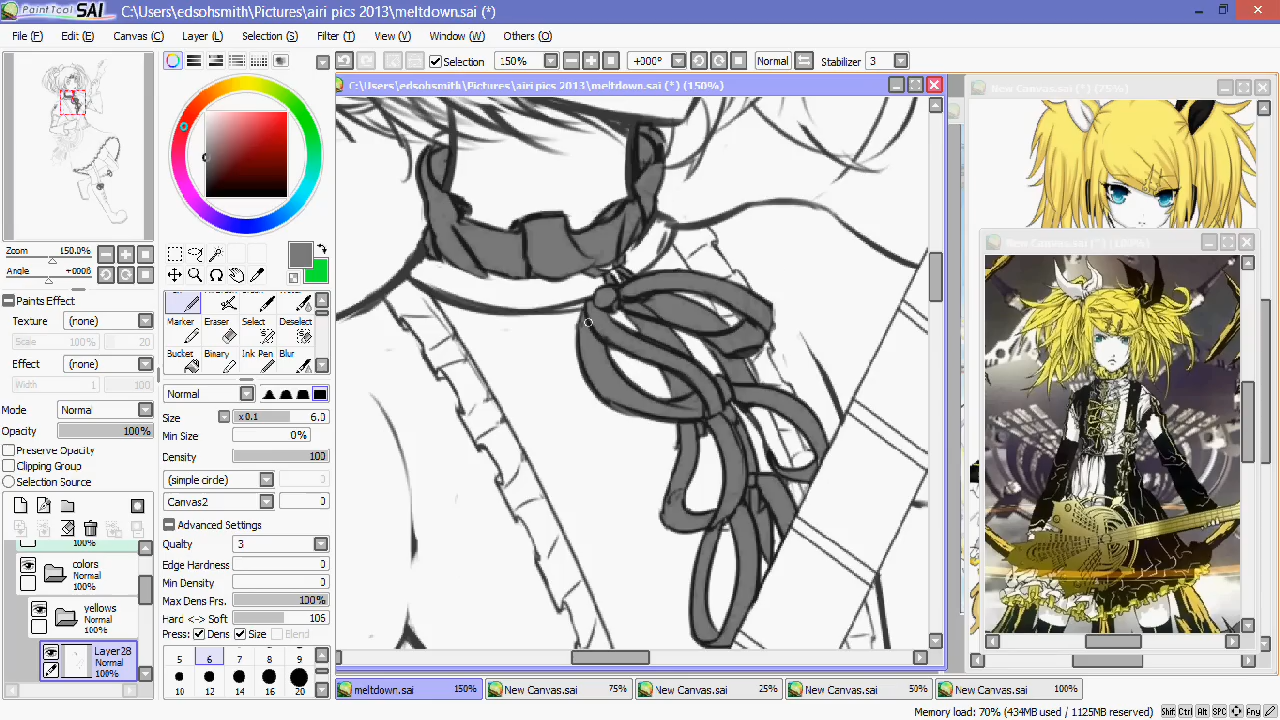 PaintTool SAI C:\Users\edsohsmith\Pictures\airi pics 2013\meltdown.sai (*)
File (F) Edit (E) Canvas (C) Layer (L) Selection (S) Filter (T) View (V) Window (W) Others (O)
150% Selection +000° Normal Stabilizer 3
C:\Users\edsohsmith\Pictures\airi pics 2013\meltdown.sai (*) (150%)
New Canvas.sai (*) (75%)
Zoom 150.0%
Angle +000°
Paints Effect
Texture (none)
Scale 100% 20
Effect (none)
Width 1 100
Mode Normal
Opacity 100%
Preserve Opacity
Clipping Group
Selection Source
100%
colors
Normal
100%
yellows
Normal
100%
Layer28
Normal
100%
Marker Eraser Select Deselect
Bucket Binary Ink Pen Blur
Normal
Size x 0.1 6.0
Min Size 0%
Density 100
(simple circle) 0
Canvas2 0
Advanced Settings
Qualty 3
Edge Hardness 0
Min Density 0
Max Dens Prs. 100%
Hard <-> Soft 105
Press: Dens Size Blend
5 6 7 8 9
10 12 14 16 20
meltdown.sai 150% New Canvas.sai 75% New Canvas.sai 25% New Canvas.sai 50% New Canvas.sai 100%
Memory load: 70% (434MB used / 1125MB reserved) Shift Ctrl Alt SPC Any